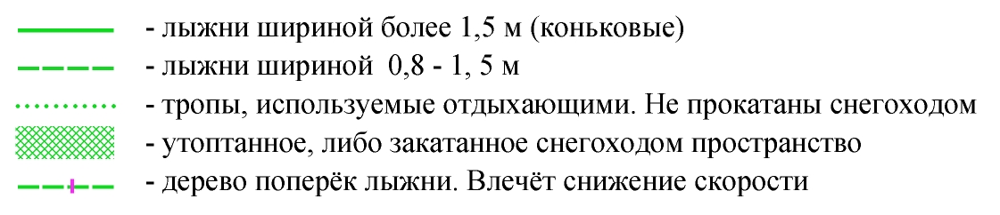 - лыжни шириной более 1,5 м (коньковые)
- лыжни шириной 0,8 - 1, 5 м
- тропы, используемые отдыхающими. Не прокатаны снегоходом
- утоптанное, либо закатанное снегоходом пространство
- дерево поперёк лыжни. Влечёт снижение скорости